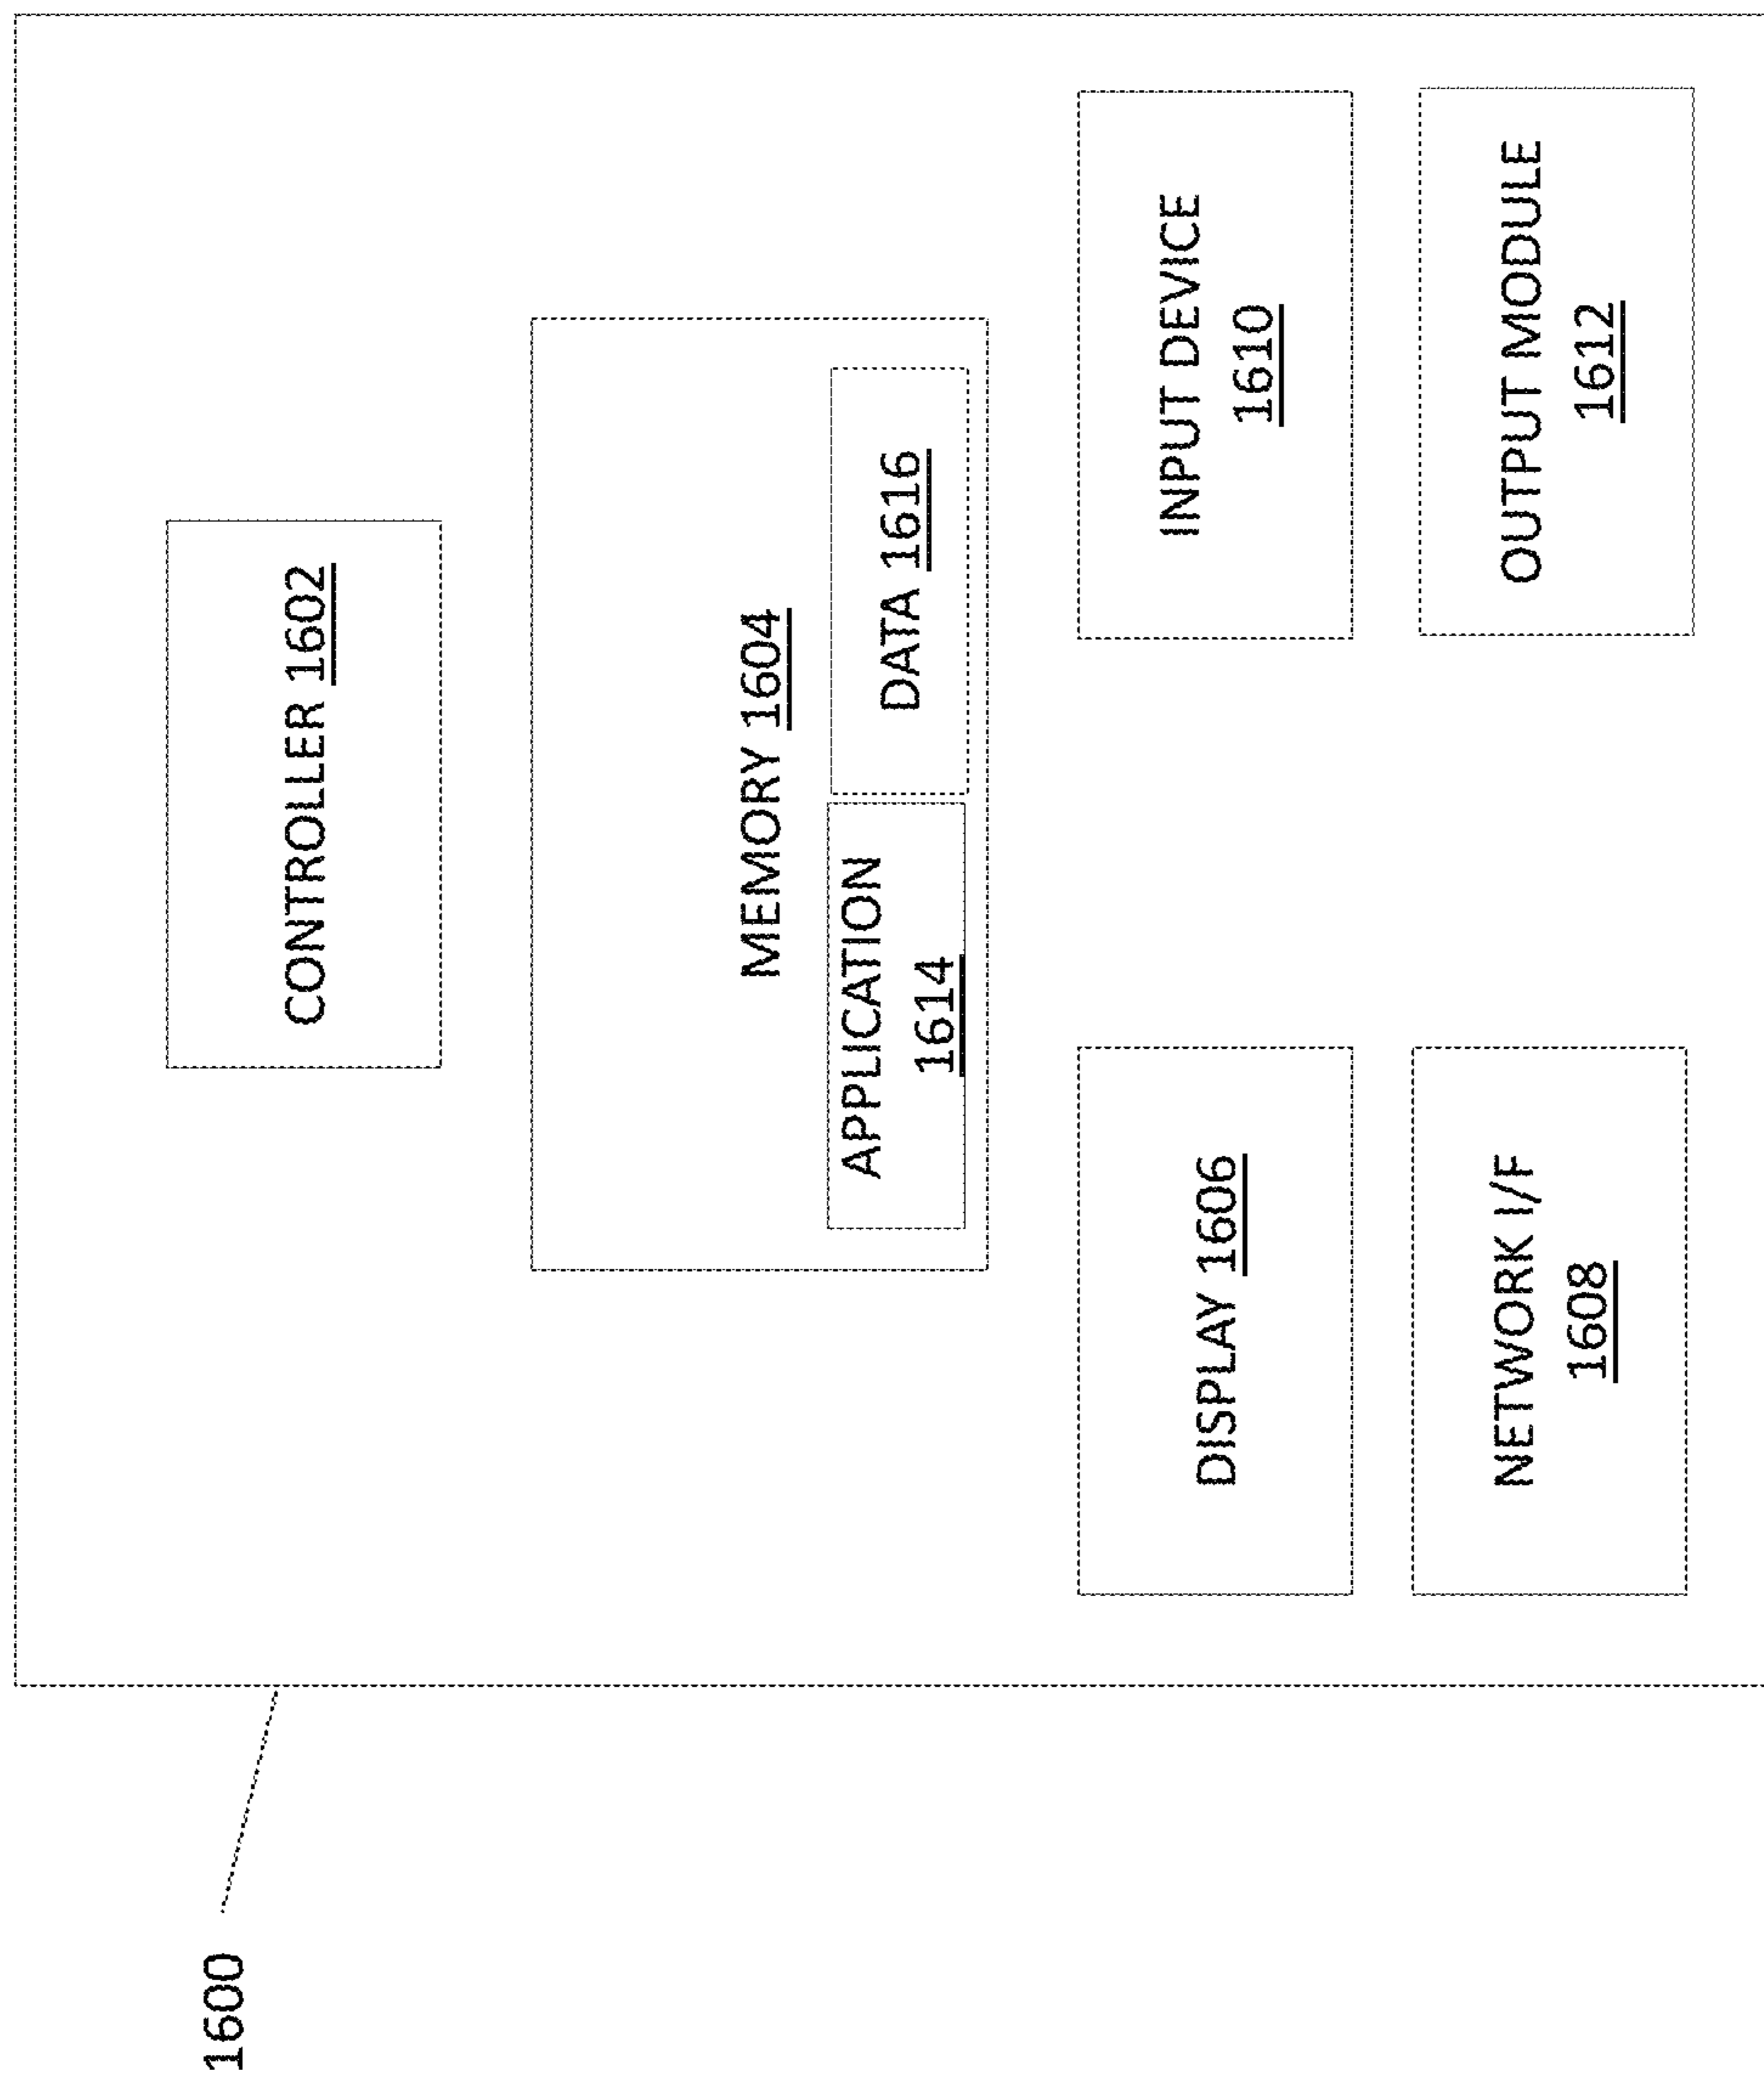 1600
CONTROLLER 1602
MEMORY 1604
APPLICATION
1614
DATA 1616
DISPLAY 1606
INPUT DEVICE
1610
NETWORK I/F
1608
OUTPUT MODULE
1612